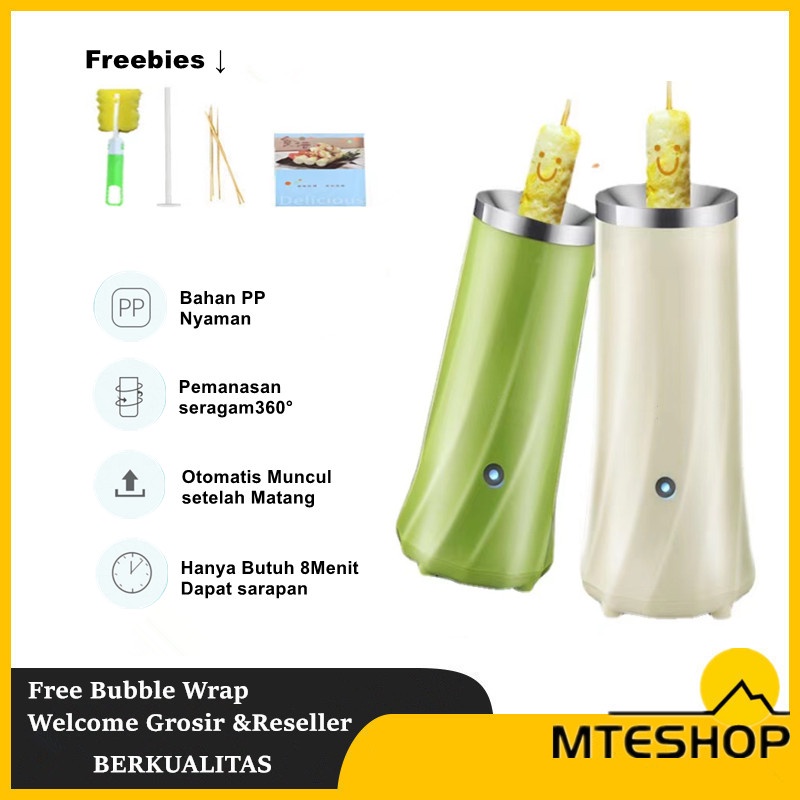 Freebies ↓
Delicious
PP
Bahan PP
Nyaman
Pemanasan
seragam360°
Otomatis Muncul
setelah Matang
Hanya Butuh 8Menit
Dapat sarapan
Free Bubble Wrap
Welcome Grosir &Reseller
BERKUALITAS
MTESHOP